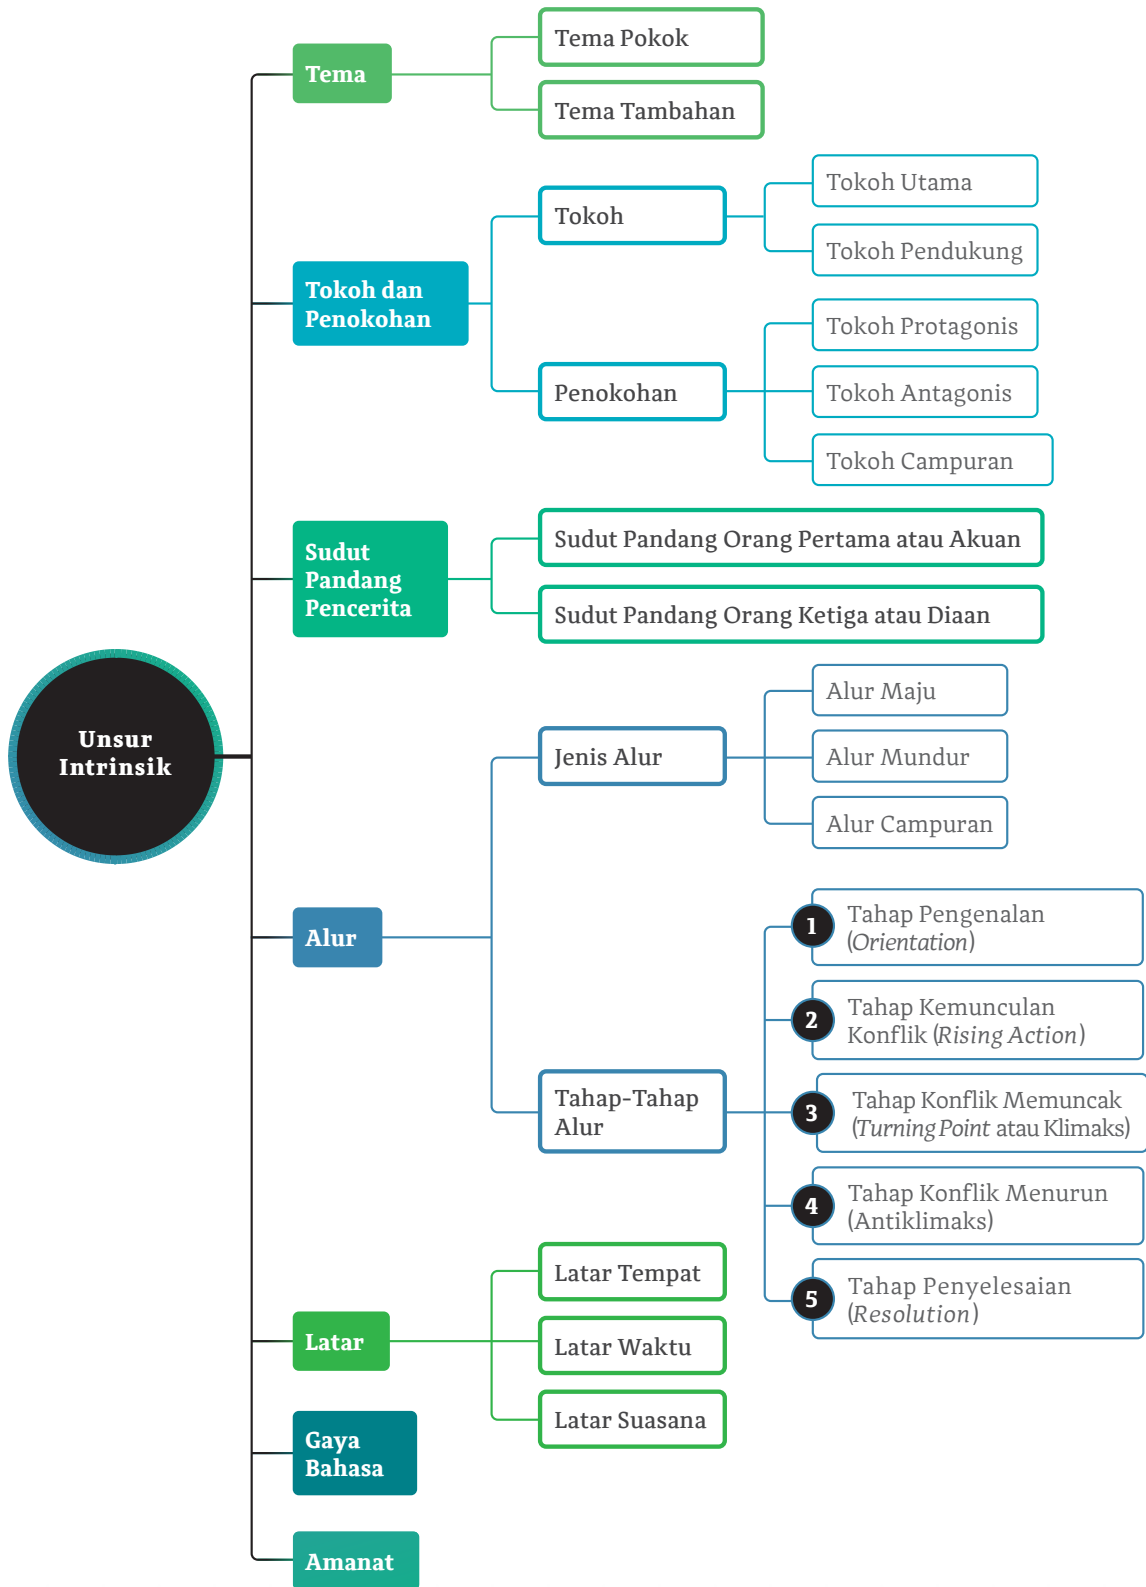 Unsur
Intrinsik
Tema
Tema Pokok
Tema Tambahan
Tokoh dan
Penokohan
Tokoh
Tokoh Utama
Tokoh Pendukung
Penokohan
Tokoh Protagonis
Tokoh Antagonis
Tokoh Campuran
Sudut
Pandang
Pencerita
Sudut Pandang Orang Pertama atau Akuan
Sudut Pandang Orang Ketiga atau Diaan
Alur
Jenis Alur
Alur Maju
Alur Mundur
Alur Campuran
Tahap-Tahap
Alur
1 Tahap Pengenalan
(Orientation)
2 Tahap Kemunculan
Konflik (Rising Action)
3 Tahap Konflik Memuncak
(Turning Point atau Klimaks)
4 Tahap Konflik Menurun
(Antiklimaks)
5 Tahap Penyelesaian
(Resolution)
Latar
Latar Tempat
Latar Waktu
Latar Suasana
Gaya
Bahasa
Amanat